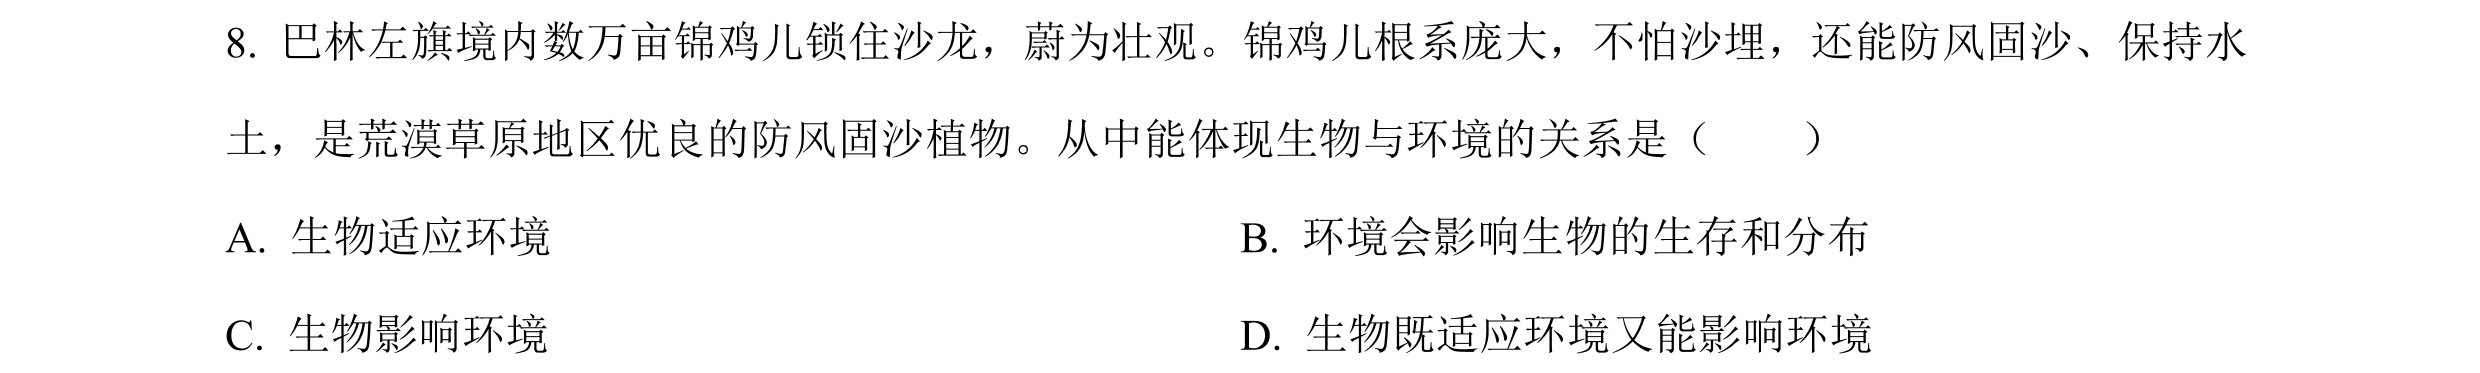 8. 巴林左旗境内数万亩锦鸡儿锁住沙龙，蔚为壮观。锦鸡儿根系庞大，不怕沙埋，还能防风固沙、保持水
土，是荒漠草原地区优良的防风固沙植物。从中能体现生物与环境的关系是（　　）
A. 生物适应环境　　B. 环境会影响生物的生存和分布
C. 生物影响环境　　D. 生物既适应环境又能影响环境